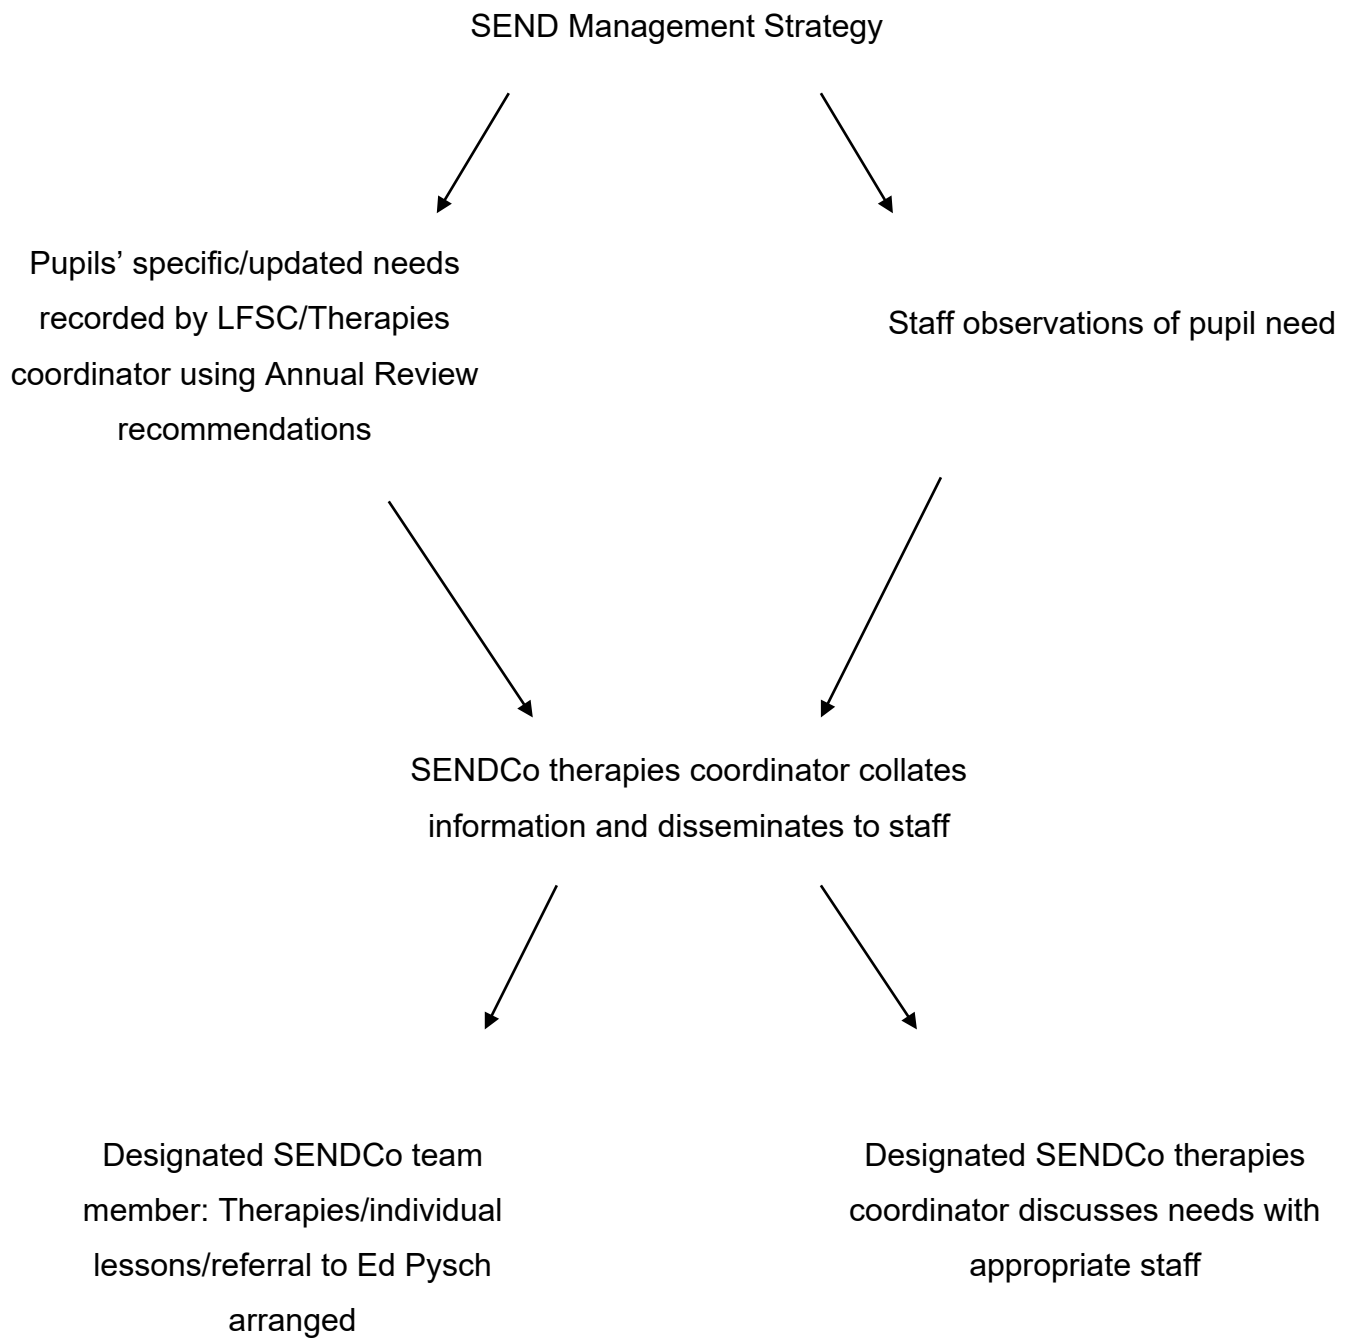 SEND Management Strategy
Pupils’ specific/updated needs
recorded by LFSC/Therapies
coordinator using Annual Review
recommendations
Staff observations of pupil need
SENDCo therapies coordinator collates
information and disseminates to staff
Designated SENDCo team
member: Therapies/individual
lessons/referral to Ed Pysch
arranged
Designated SENDCo therapies
coordinator discusses needs with
appropriate staff